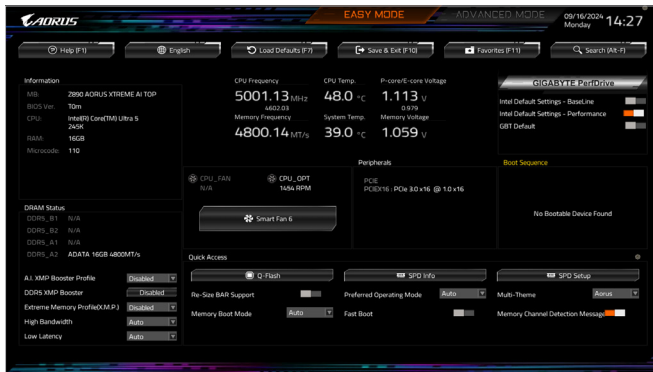 AORUS
EASY MODE
ADVANCED MODE
09/16/2024
Monday
14:27
Help (F1)
English
Load Defaults (F7)
Save & Exit (F10)
Favorites (F11)
Search (Alt-F)
Information
MB: Z890 AORUS XTREME AI TOP
BIOS Ver. T0m
CPU: Intel(R) Core(TM) Ultra 5
245K
RAM: 16GB
Microcode: 110
CPU Frequency
5001.13 MHz
4602.03
CPU Temp.
48.0 °C
P-core/E-core Voltage
1.113 V
0.979
Memory Frequency
4800.14 MT/s
System Temp.
39.0 °C
Memory Voltage
1.059 V
GIGABYTE PerfDrive
Intel Default Settings - BaseLine
Intel Default Settings - Performance
GBT Default
CPU_FAN
N/A
CPU_OPT
1454 RPM
Smart Fan 6
Peripherals
PCIE
PCIEX16 : PCIe 3.0 x16 @ 1.0 x16
Boot Sequence
No Bootable Device Found
DRAM Status
DDR5_B1 N/A
DDR5_B2 N/A
DDR5_A1 N/A
DDR5_A2 ADATA 16GB 4800MT/s
A.I. XMP Booster Profile Disabled
DDR5 XMP Booster Disabled
Extreme Memory Profile(X.M.P.) Disabled
High Bandwidth Auto
Low Latency Auto
Quick Access
Q-Flash
SPD Info
SPD Setup
Re-Size BAR Support
Preferred Operating Mode Auto
Multi-Theme Aorus
Memory Boot Mode Auto
Fast Boot
Memory Channel Detection Message